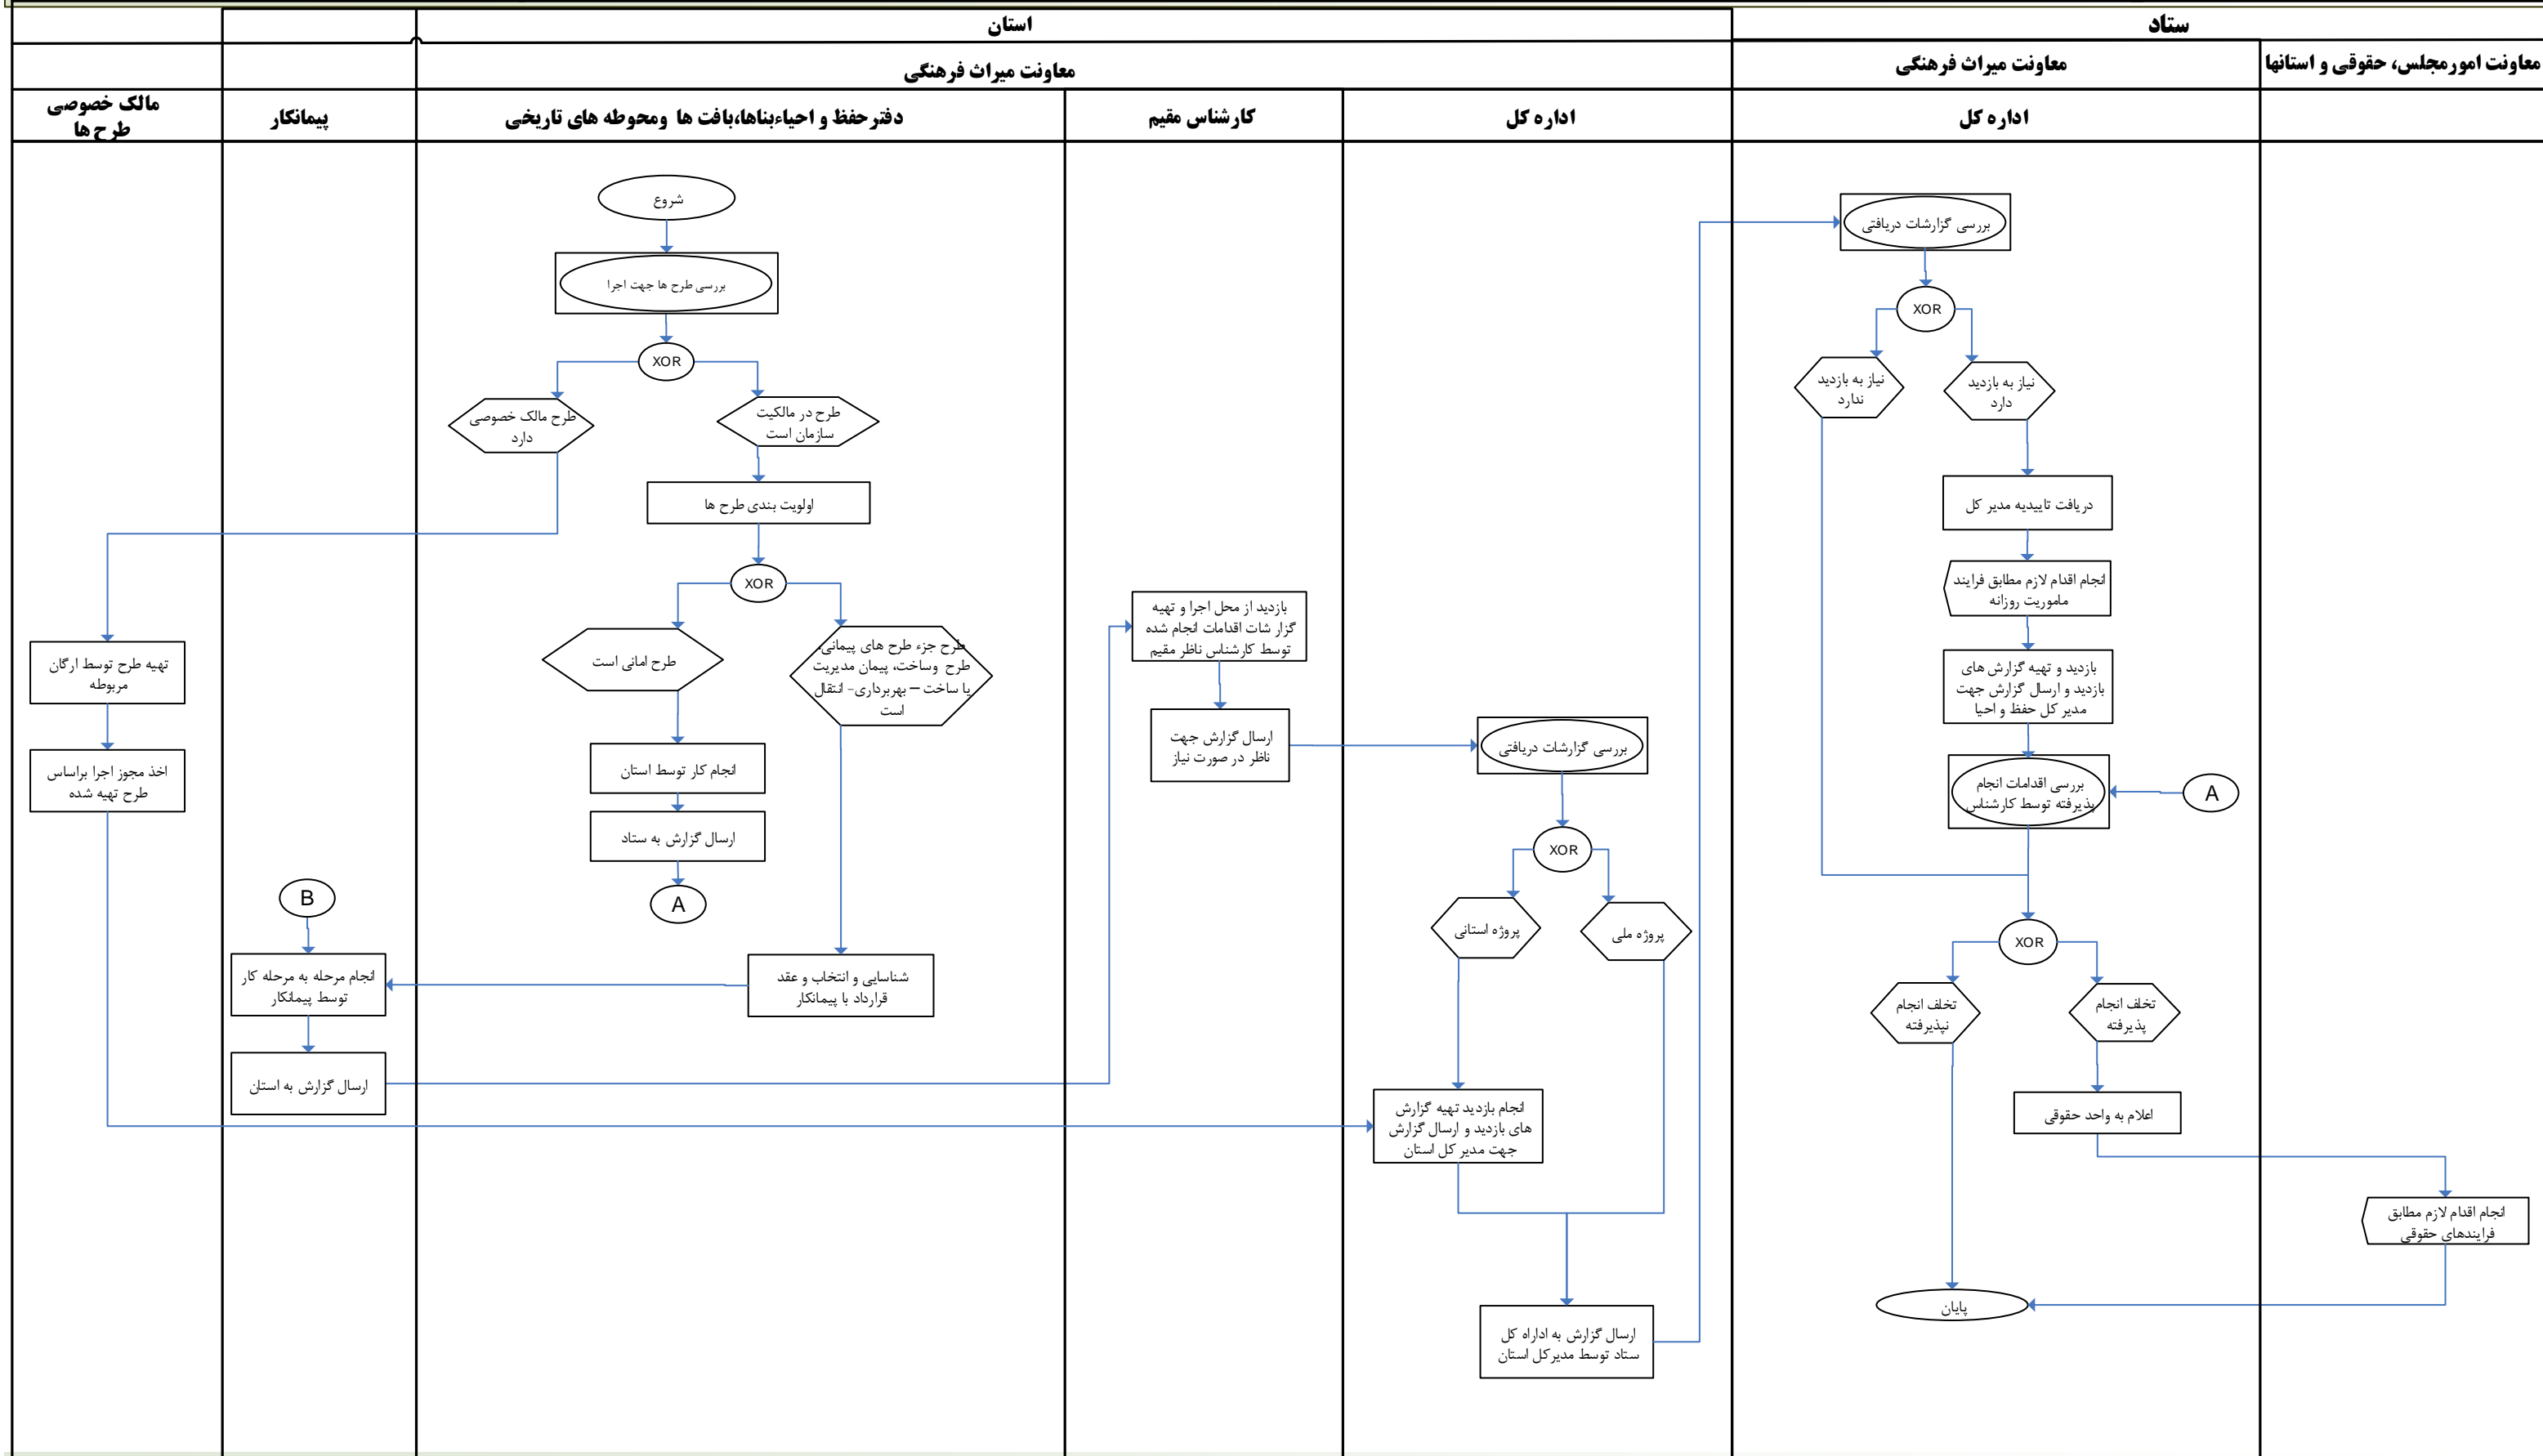 ستاد
استان
معاونت امورمجلس، حقوقی و استانها
معاونت میراث فرهنگی
معاونت میراث فرهنگی
اداره کل
اداره کل
کارشناس مقیم
دفترحفظ و احیاءبناها،بافت ها ومحوطه های تاریخی
پیمانکار
مالک خصوصی
طرح ها
شروع
بررسی طرح ها جهت اجرا
XOR
طرح در مالکیت
سازمان است
طرح مالک خصوصی
دارد
اولویت بندی طرح ها
XOR
طرح جزء طرح های پیمانی،
طرح وساخت، پیمان مدیریت
یا ساخت – بهربرداری- انتقال
است
طرح امانی است
انجام کار توسط استان
ارسال گزارش به ستاد
A
شناسایی و انتخاب و عقد
قرارداد با پیمانکار
تهیه طرح توسط ارگان
مربوطه
اخذ مجوز اجرا براساس
طرح تهیه شده
B
انجام مرحله به مرحله کار
توسط پیمانکار
ارسال گزارش به استان
بازدید از محل اجرا و تهیه
گزار شات اقدامات انجام شده
توسط کارشناس ناظر مقیم
ارسال گزارش جهت
ناظر در صورت نیاز
بررسی گزارشات دریافتی
XOR
پروژه ملی
پروژه استانی
انجام بازدید تهیه گزارش
های بازدید و ارسال گزارش
جهت مدیر کل استان
ارسال گزارش به اداراه کل
ستاد توسط مدیرکل استان
بررسی گزارشات دریافتی
XOR
نیاز به بازدید
دارد
نیاز به بازدید
ندارد
دریافت تاییدیه مدیر کل
انجام اقدام لازم مطابق فرایند
ماموریت روزانه
بازدید و تهیه گزارش های
بازدید و ارسال گزارش جهت
مدیر کل حفظ و احیا
بررسی اقدامات انجام
پذیرفته توسط کارشناس
A
XOR
تخلف انجام
پذیرفته
تخلف انجام
نپذیرفته
اعلام به واحد حقوقی
انجام اقدام لازم مطابق
فرایندهای حقوقی
پایان